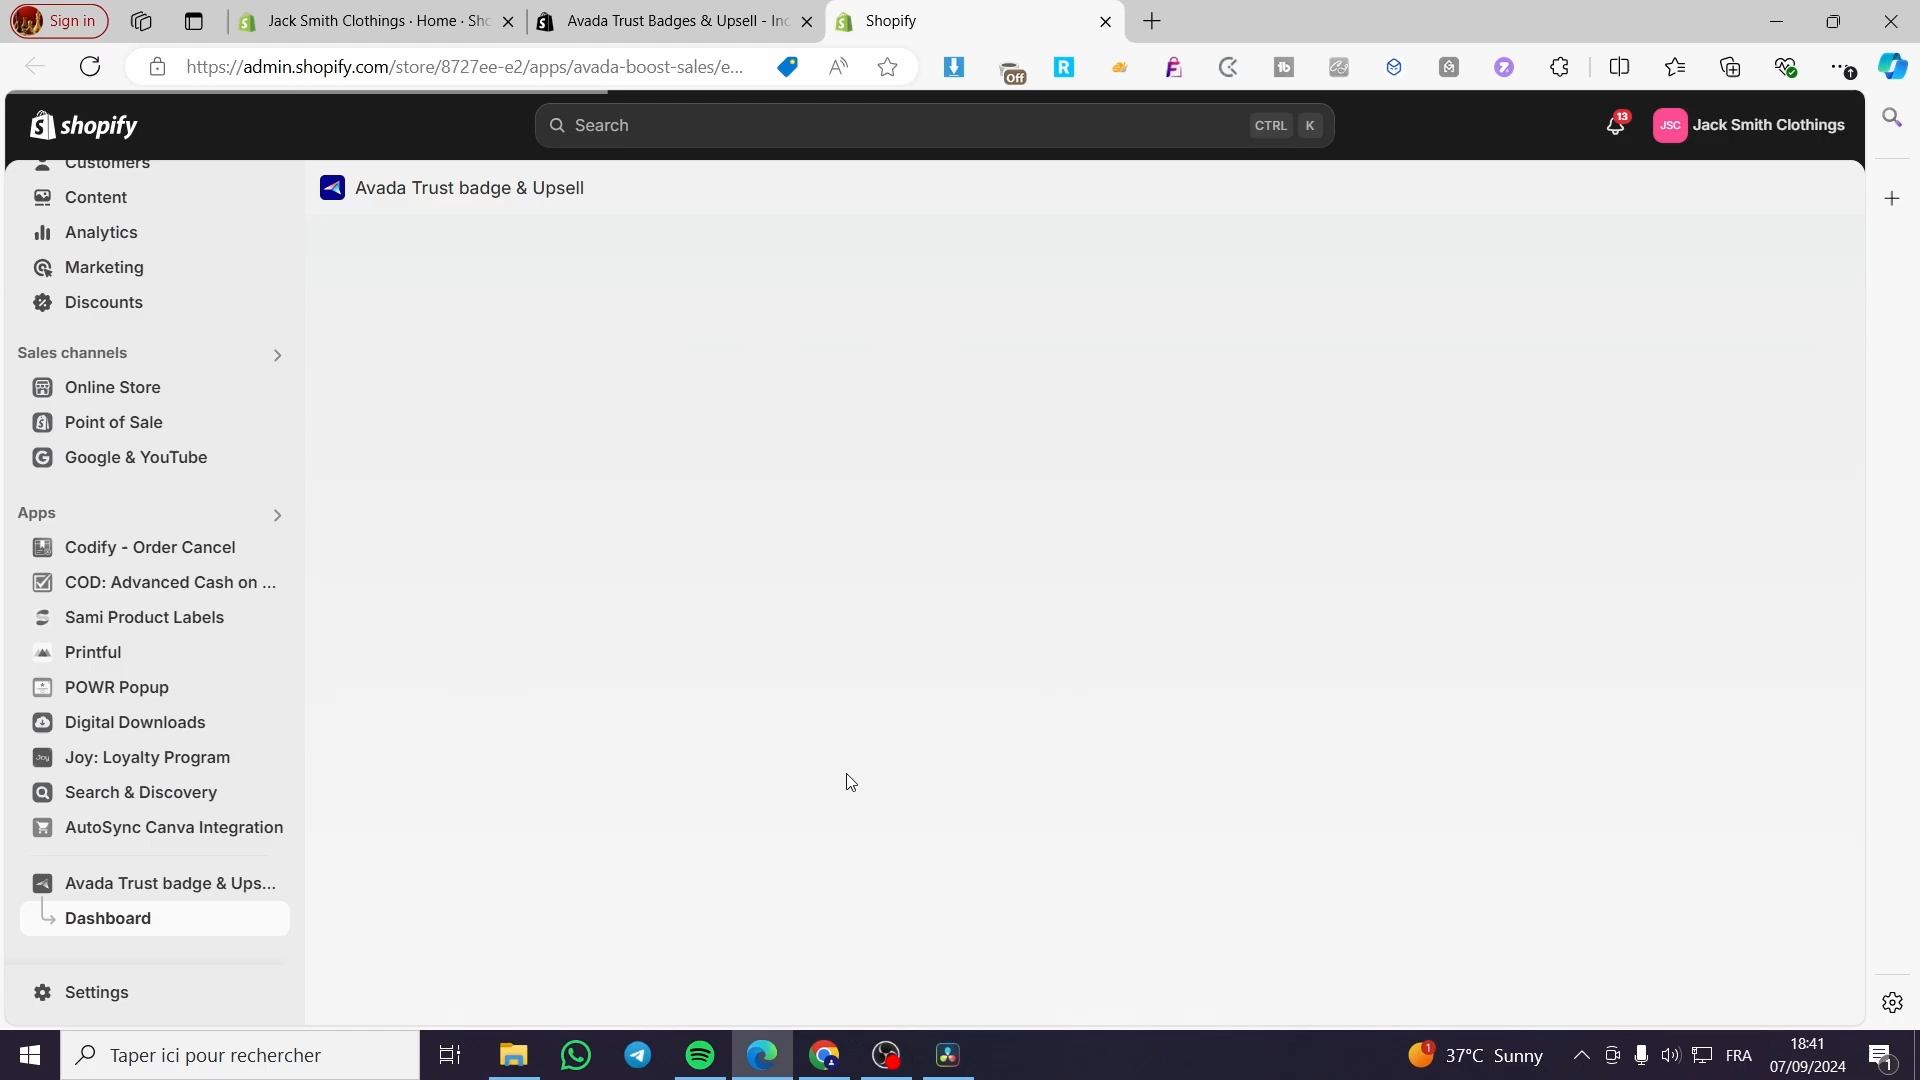 Sign in
Jack Smith Clothings · Home · Sho
Avada Trust Badges & Upsell - Inc
Shopify
https://admin.shopify.com/store/8727ee-e2/apps/avada-boost-sales/e...
Off
shopify
Search
CTRL K
13
JSC
Jack Smith Clothings
Customers
Content
Analytics
Marketing
Discounts
Sales channels
Online Store
Point of Sale
Google & YouTube
Apps
Codify - Order Cancel
COD: Advanced Cash on ...
Sami Product Labels
Printful
POWR Popup
Digital Downloads
Joy: Loyalty Program
Search & Discovery
AutoSync Canva Integration
Avada Trust badge & Ups...
Dashboard
Settings
Avada Trust badge & Upsell
Taper ici pour rechercher
1
37°C Sunny
FRA
18:41
07/09/2024
1